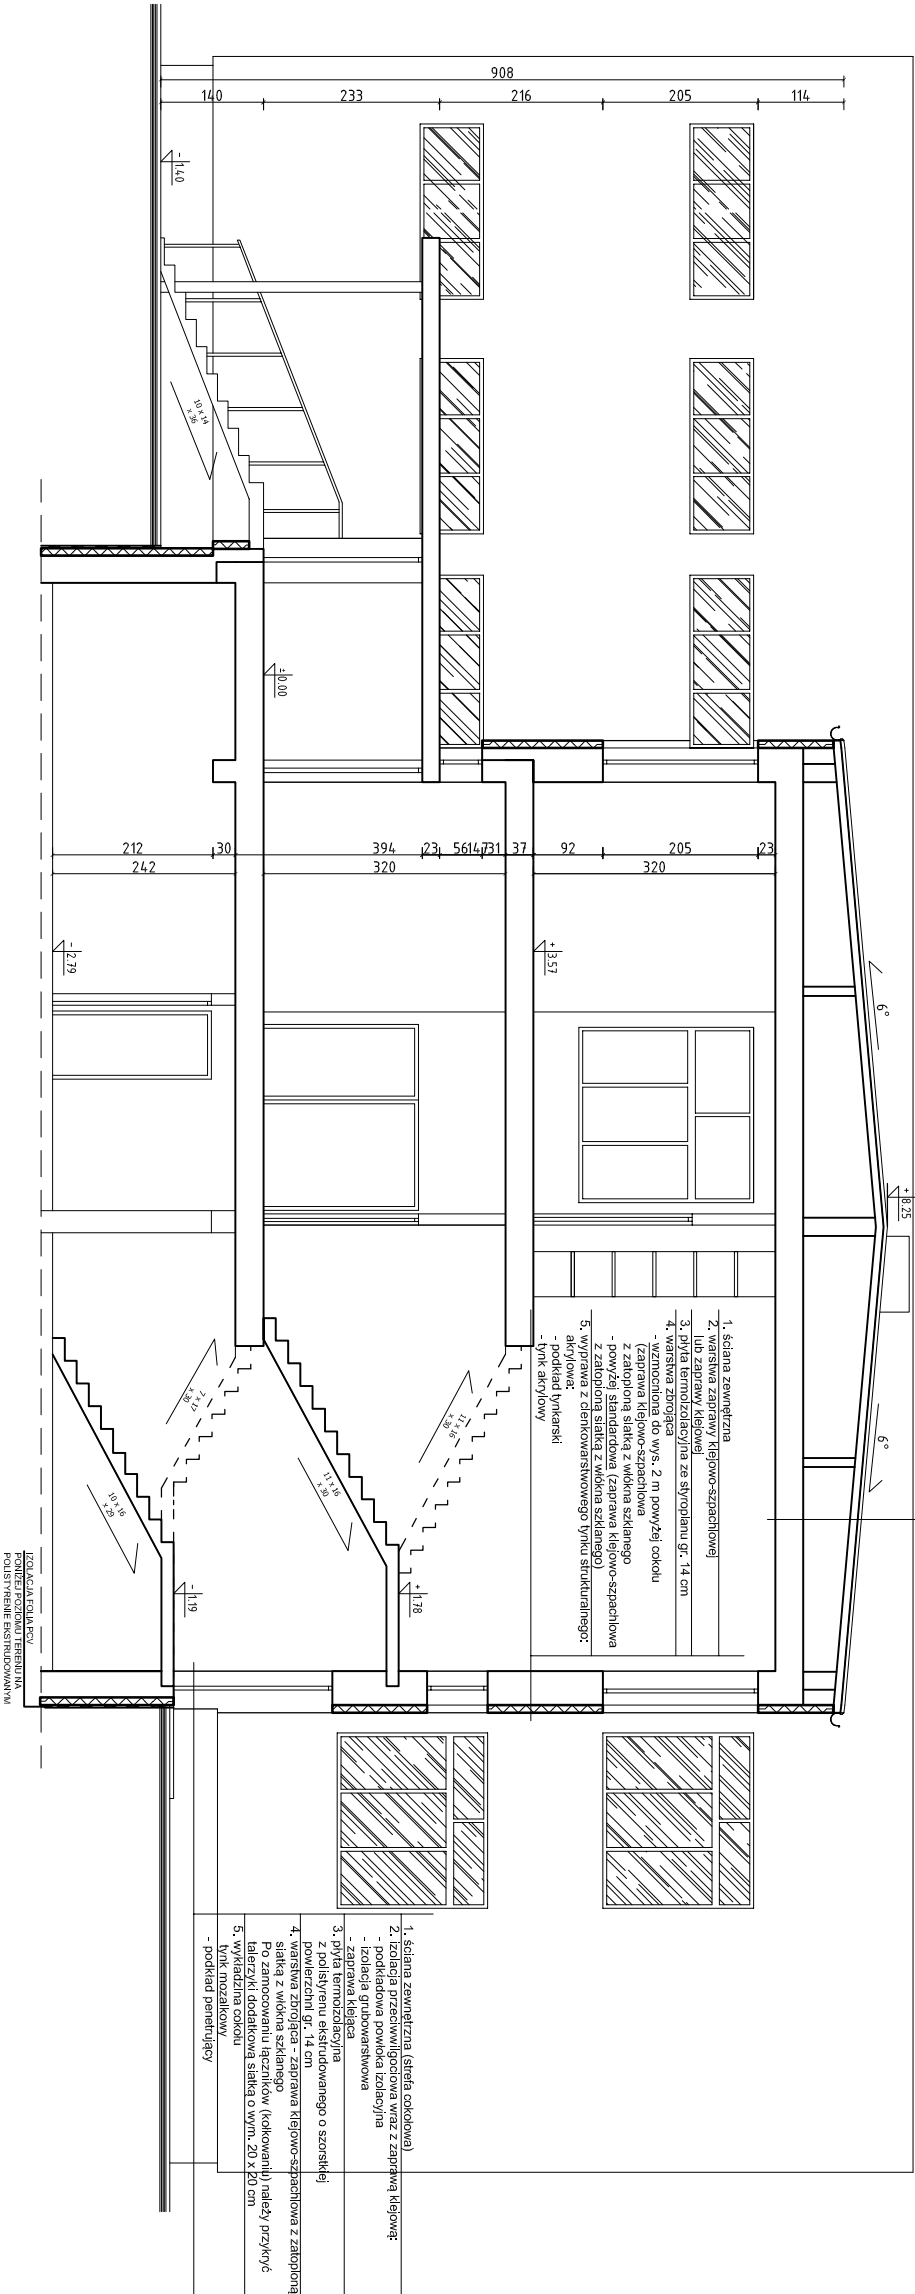 908
140
233
216
205
114
- 1.40
10 x 14
x 36
± 0.00
212
30
394
23
56
147
31
37
92
205
23
242
320
320
- 2.79
+ 3.57
6°
+ 8.25
6°
1. ściana zewnętrzna
2. warstwa zaprawy klejowo-szpachlowej
lub zaprawy klejowej
3. płyta termoizolacyjna ze styropianu gr. 14 cm
4. warstwa zbrojąca
- wzmocniona do wys. 2 m powyżej cokołu
(zaprawa klejowo-szpachlowa
z zatopioną siatką z włókna szklanego
- powyżej standardowa (zaprawa klejowo-szpachlowa
z zatopioną siatką z włókna szklanego)
5. wyprawa z cienkowarstwowego tynku strukturalnego:
akrylowa:
- podkład tynkarski
- tynk akrylowy
7 x 17
x 30
11 x 16
x 30
10 x 16
x 29
11 x 16
x 30
- 1.19
+ 1.78
IZOLACJA FOLIA PCV
PONIŻEJ POZIOMU TERENU NA
POLISTYRENIE EKSTRUDOWANYM
1. ściana zewnętrzna (strefa cokołowa)
2. izolacja przeciwwilgociowa wraz z zaprawą klejową:
- podkładowa powłoka izolacyjna
- izolacja grubowarstwowa
- zaprawa klejąca
3. płyta termoizolacyjna
z polistyrenu ekstrudowanego o szorstkiej
powierzchni gr. 14 cm
4. warstwa zbrojąca - zaprawa klejowo-szpachlowa z zatopioną
siatką z włókna szklanego
Po zamocowaniu łączników (kołkowaniu) należy przykryć
talerzyki dodatkową siatką o wym. 20 x 20 cm
5. wykładzina cokołu
tynk mozaikowy
- podkład penetrujący